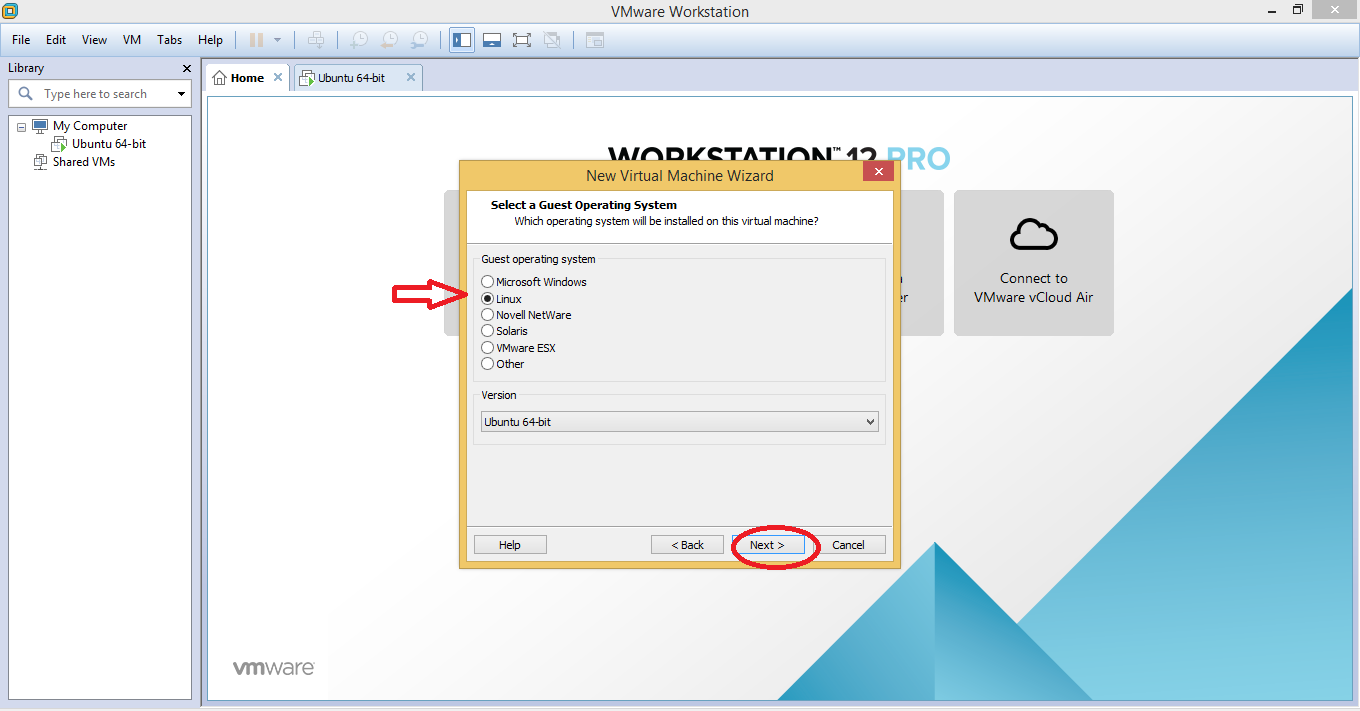 VMware Workstation
File Edit View VM Tabs Help
Library
Type here to search
My Computer
Ubuntu 64-bit
Shared VMs
Home
Ubuntu 64-bit
WORKSTATION™ 12 PRO
Connect to
VMware vCloud Air
New Virtual Machine Wizard
Select a Guest Operating System
Which operating system will be installed on this virtual machine?
Guest operating system
Microsoft Windows
Linux
Novell NetWare
Solaris
VMware ESX
Other
Version
Ubuntu 64-bit
Help
< Back
Next >
Cancel
vmware